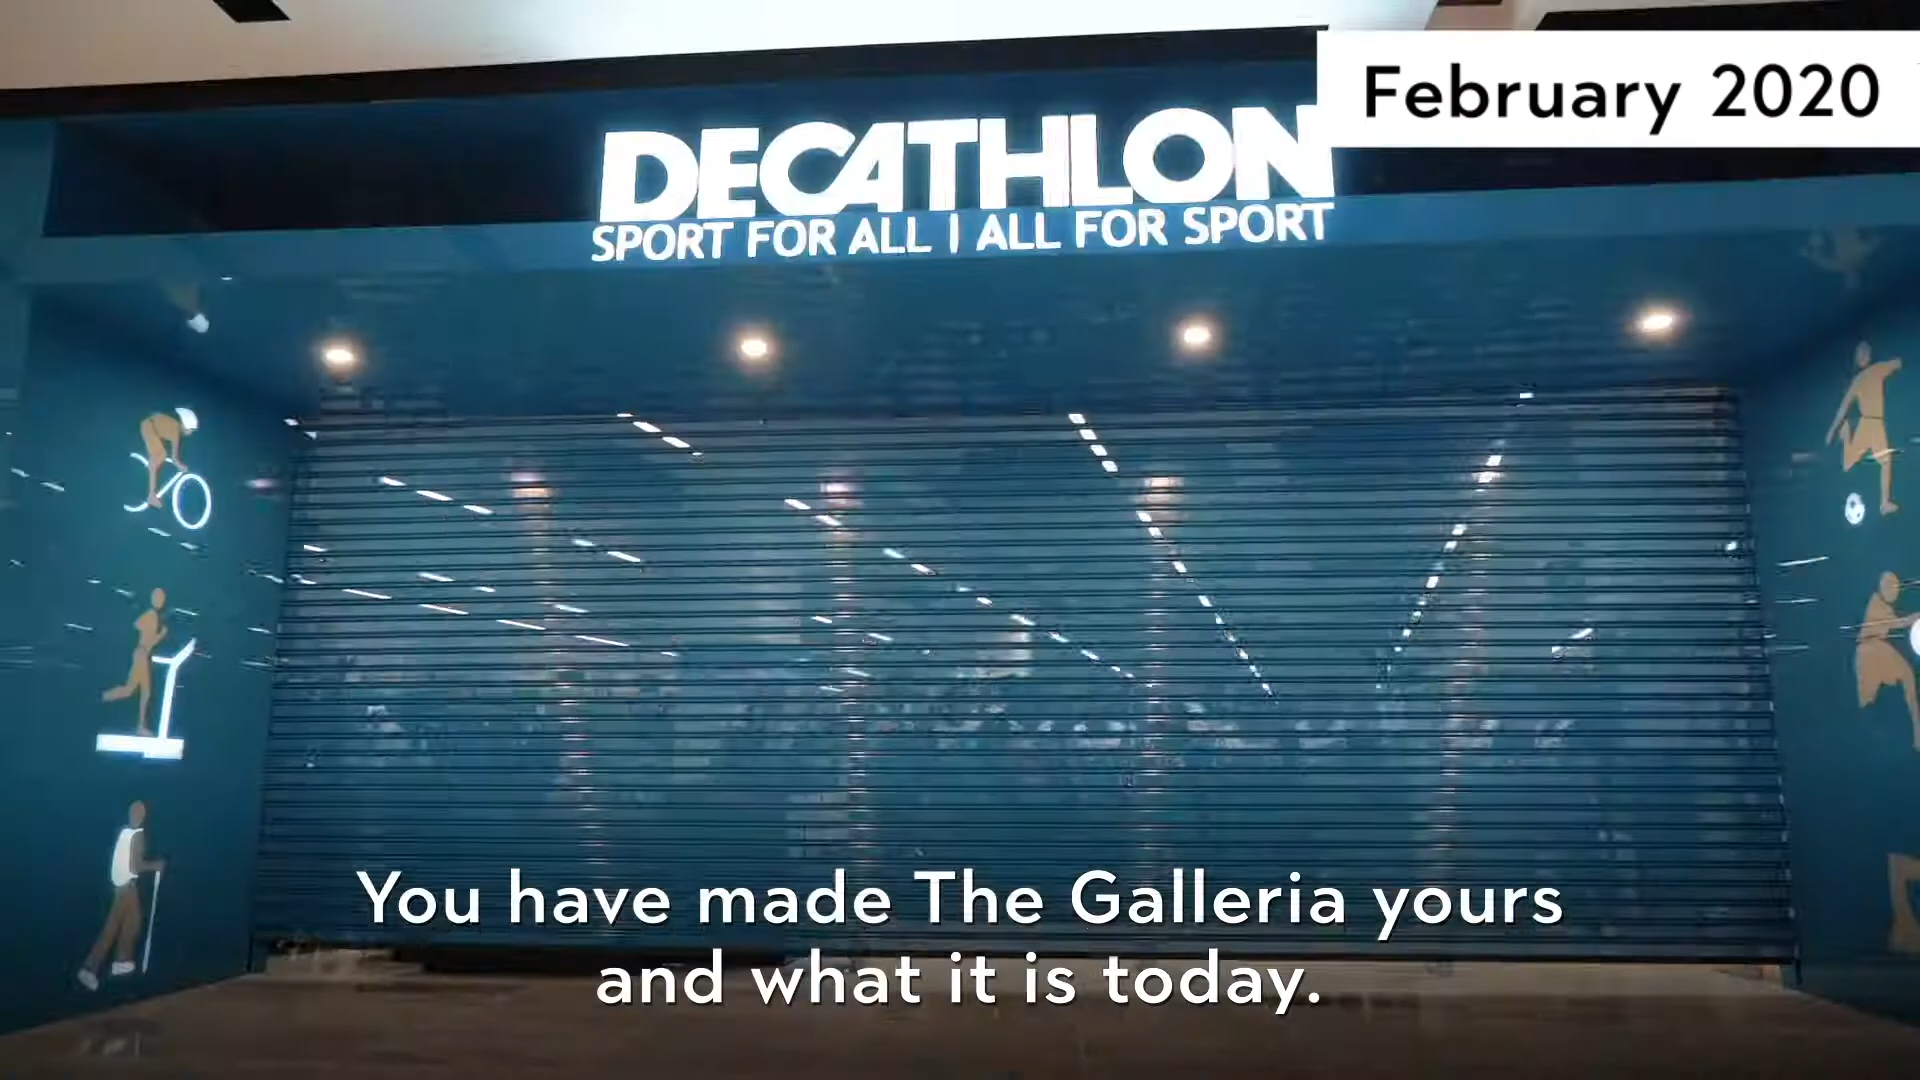 February 2020
DECATHLON
SPORT FOR ALL | ALL FOR SPORT
You have made The Galleria yours
and what it is today.